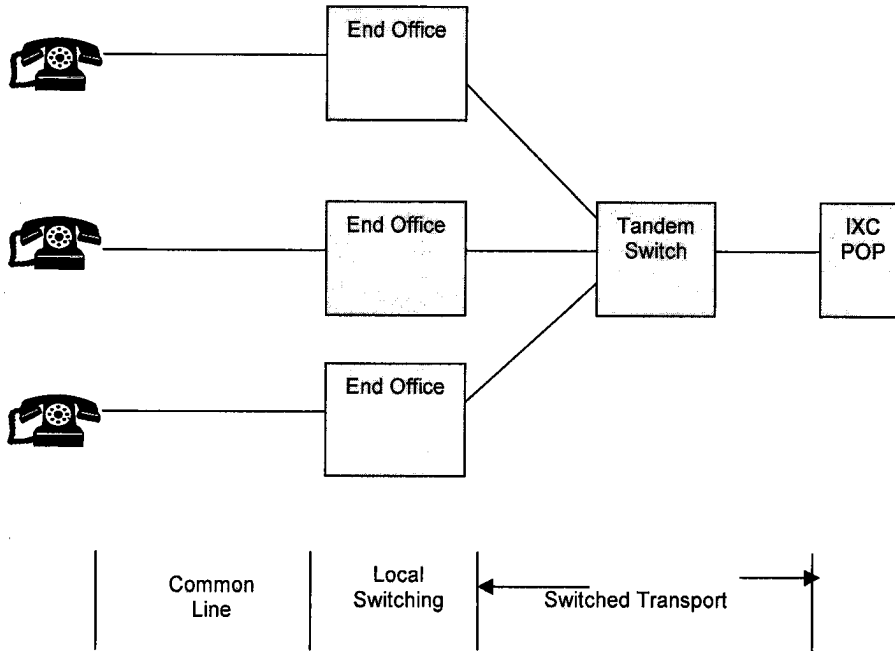 End Office
End Office
Tandem
Switch
IXC
POP
End Office
Common
Line
Local
Switching
Switched Transport